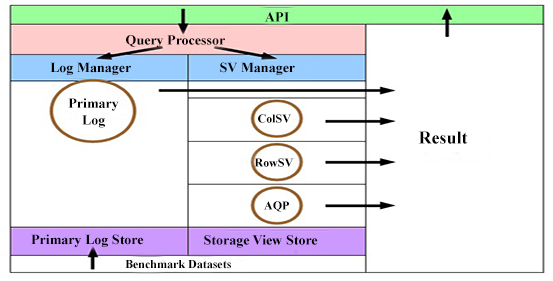 API
Query Processor
Log Manager
SV Manager
Primary
Log
ColSV
RowSV
AQP
Result
Primary Log Store
Storage View Store
Benchmark Datasets